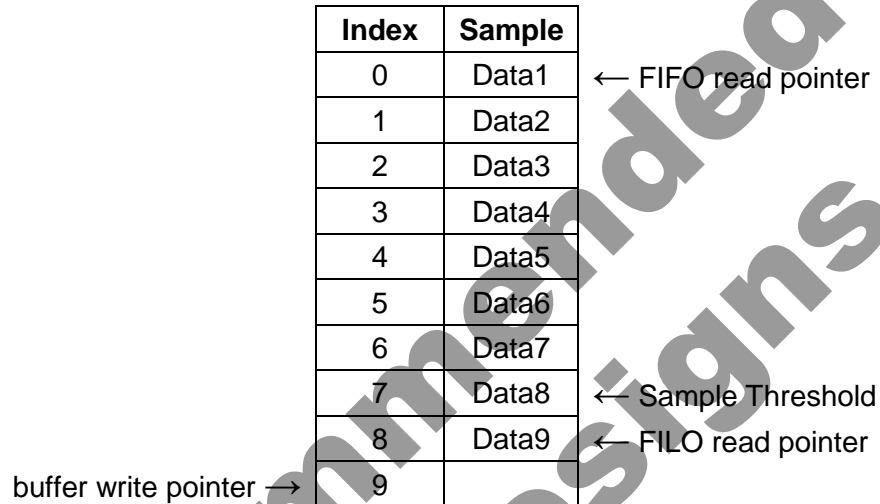 Index Sample
0 Data1 ← FIFO read pointer
1 Data2
2 Data3
3 Data4
4 Data5
5 Data6
6 Data7
7 Data8 ← Sample Threshold
8 Data9 ← FILO read pointer
buffer write pointer → 9